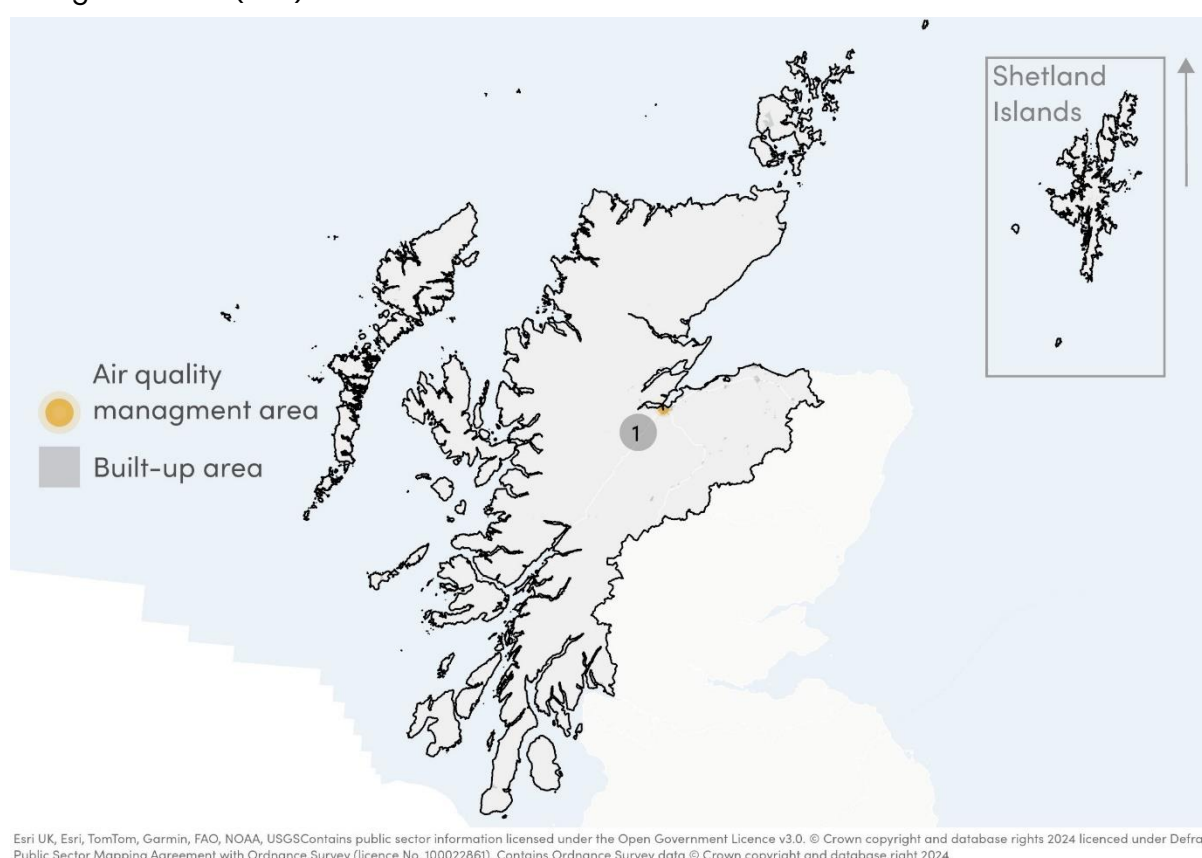 Shetland
Islands
Air quality
managment area
1
Built-up area
Esri UK, Esri, TomTom, Garmin, FAO, NOAA, USGSContains public sector information licensed under the Open Government Licence v3.0. © Crown copyright and database rights 2024 licenced under Defra
Public Sector Mapping Agreement with Ordnance Survey (licence No. 100022861). Contains Ordnance Survey data © Crown copyright and database right 2024